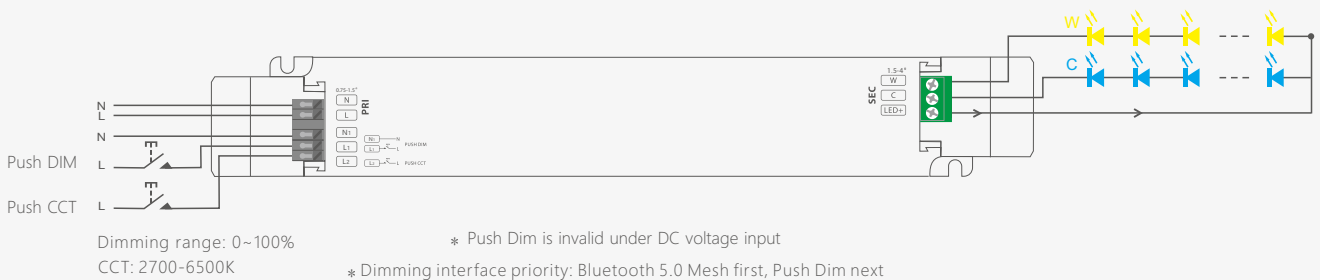 W
C
1.5-4"
W
C
LED+
SEC
0.75-1.5"
N
L
PRI
N1
L1
L2
N1 N
L1 L
PUSH DIM
L2 L
PUSH CCT
N
L
N
Push DIM L
Push CCT L
Dimming range: 0~100%
CCT: 2700-6500K
* Push Dim is invalid under DC voltage input
* Dimming interface priority: Bluetooth 5.0 Mesh first, Push Dim next